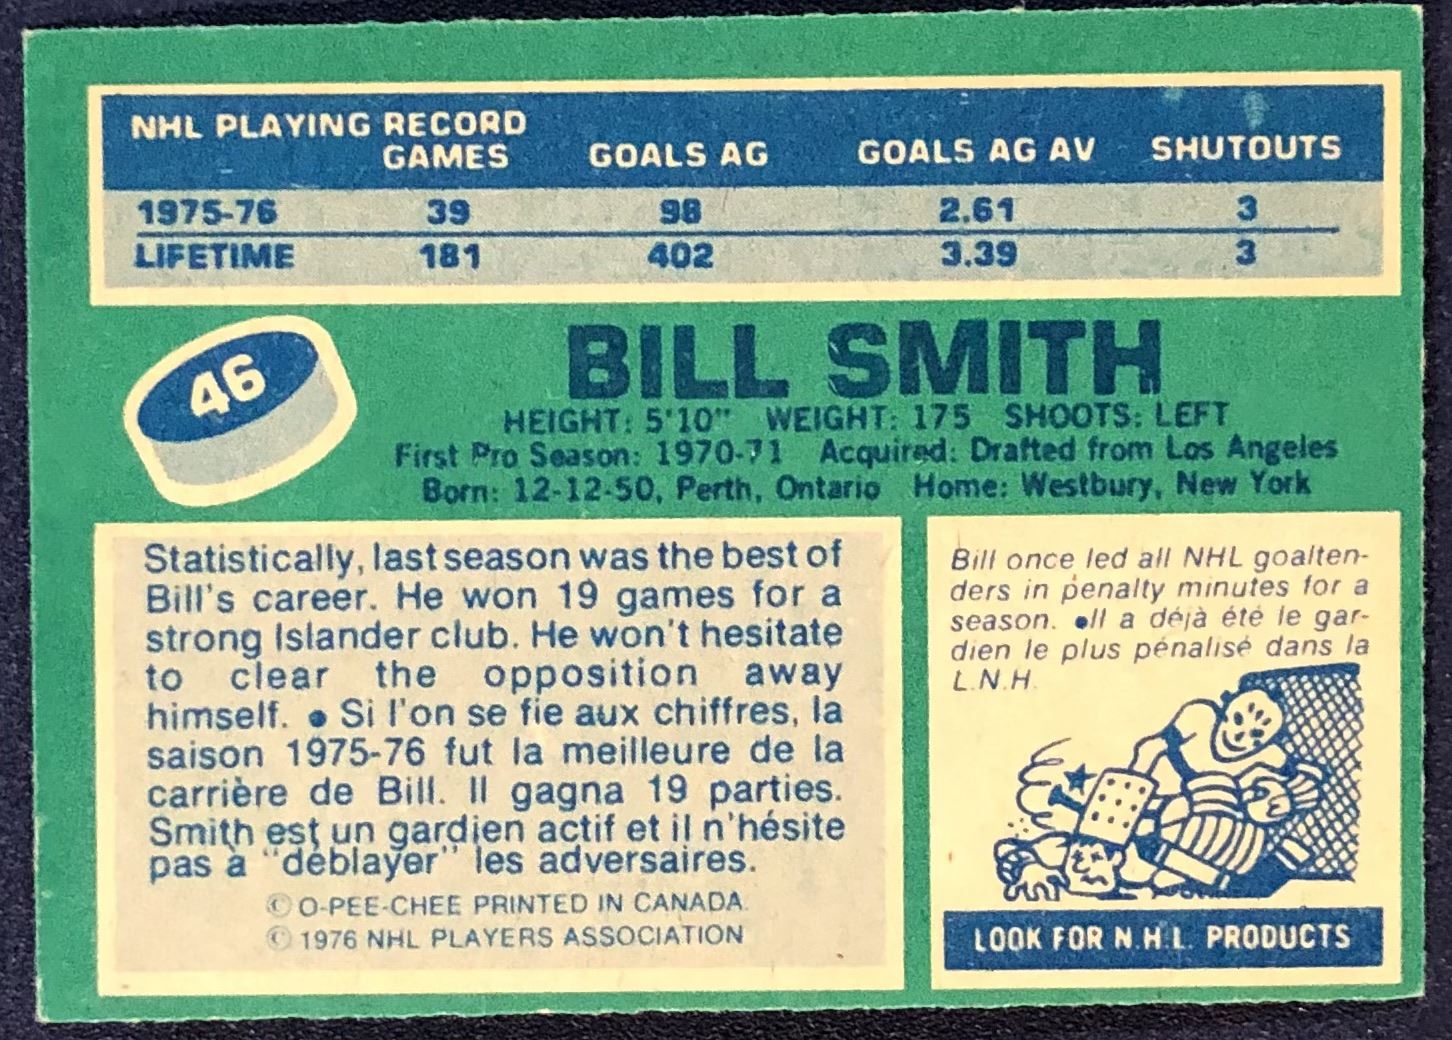 NHL PLAYING RECORD
GAMES GOALS AG GOALS AG AV SHUTOUTS
1975-76 39 98 2.61 3
LIFETIME 181 402 3.39 3
46
BILL SMITH
HEIGHT: 5'10" WEIGHT: 175 SHOOTS: LEFT
First Pro Season: 1970-71 Acquired: Drafted from Los Angeles
Born: 12-12-50, Perth, Ontario Home: Westbury, New York
Statistically, last season was the best of
Bill's career. He won 19 games for a
strong Islander club. He won't hesitate
to clear the opposition away
himself. ● Si l'on se fie aux chiffres, la
saison 1975-76 fut la meilleure de la
carrière de Bill. Il gagna 19 parties.
Smith est un gardien actif et il n'hésite
pas à "déblayer" les adversaires.
© O-PEE-CHEE PRINTED IN CANADA
© 1976 NHL PLAYERS ASSOCIATION
Bill once led all NHL goalten-
ders in penalty minutes for a
season. ●Il a déjà été le gar-
dien le plus pénalisé dans la
L.N.H.
LOOK FOR N.H.L. PRODUCTS